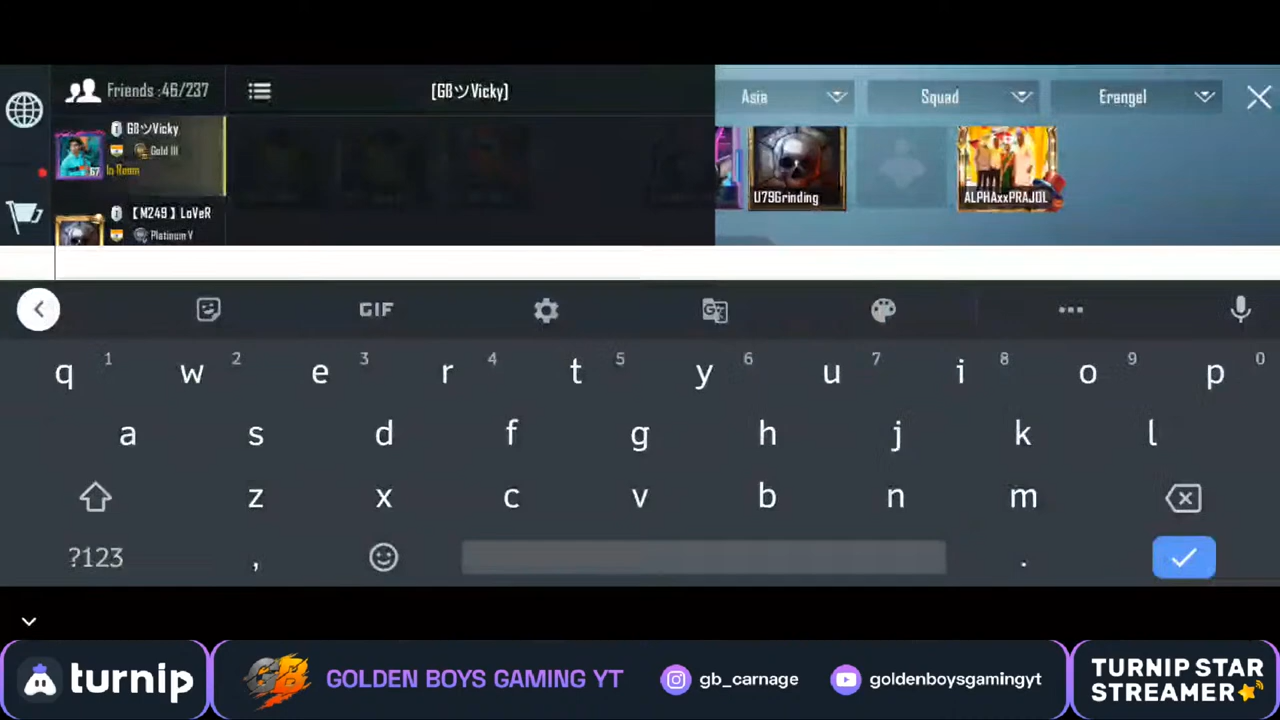 Friends :46/237
[GBツVicky]
Asia
Squad
Erangel
GBツVicky
Gold III
67
In Room
【M249】LoVeR
Platinum V
U79Grinding
ALPHAxxPRAJOL
GIF
q 1 w 2 e 3 r 4 t 5 y 6 u 7 i 8 o 9 p 0
a s d f g h j k l
z x c v b n m
?123 , .
turnip
GB
GOLDEN BOYS GAMING YT
gb_carnage
goldenboysgamingyt
TURNIP STAR
STREAMER